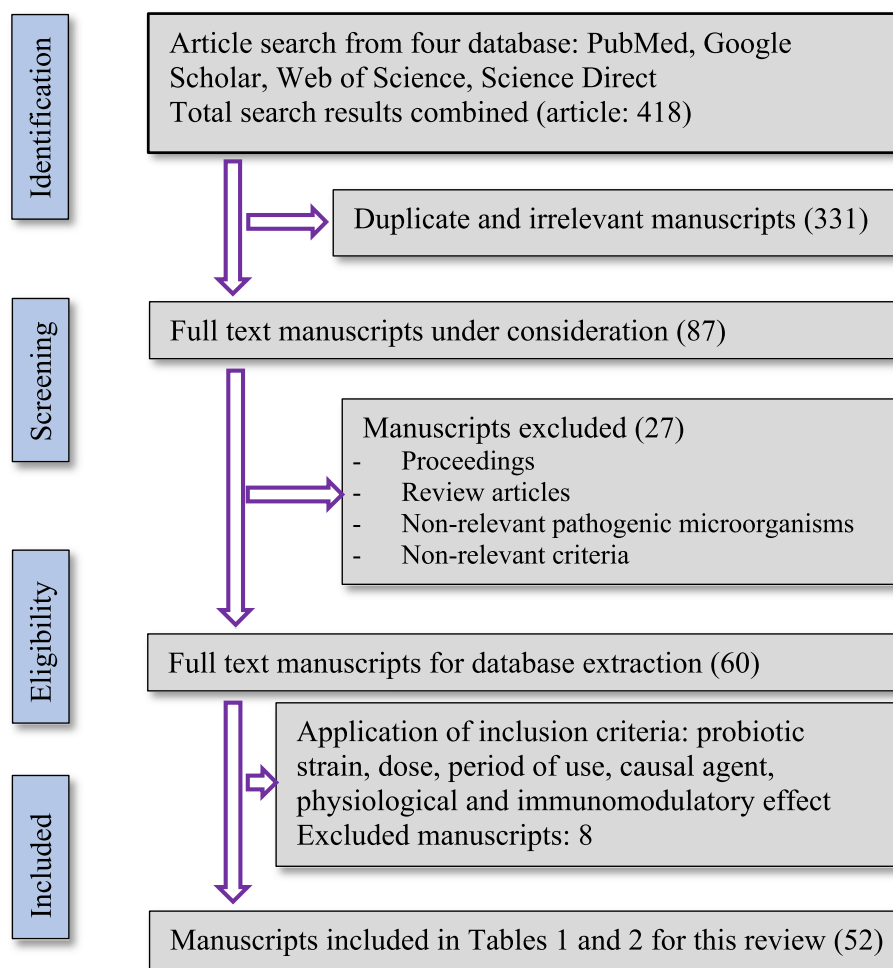 Identification
Article search from four database: PubMed, Google
Scholar, Web of Science, Science Direct
Total search results combined (article: 418)
Duplicate and irrelevant manuscripts (331)
Screening
Full text manuscripts under consideration (87)
Manuscripts excluded (27)
- Proceedings
- Review articles
- Non-relevant pathogenic microorganisms
- Non-relevant criteria
Eligibility
Full text manuscripts for database extraction (60)
Application of inclusion criteria: probiotic
strain, dose, period of use, causal agent,
physiological and immunomodulatory effect
Excluded manuscripts: 8
Included
Manuscripts included in Tables 1 and 2 for this review (52)